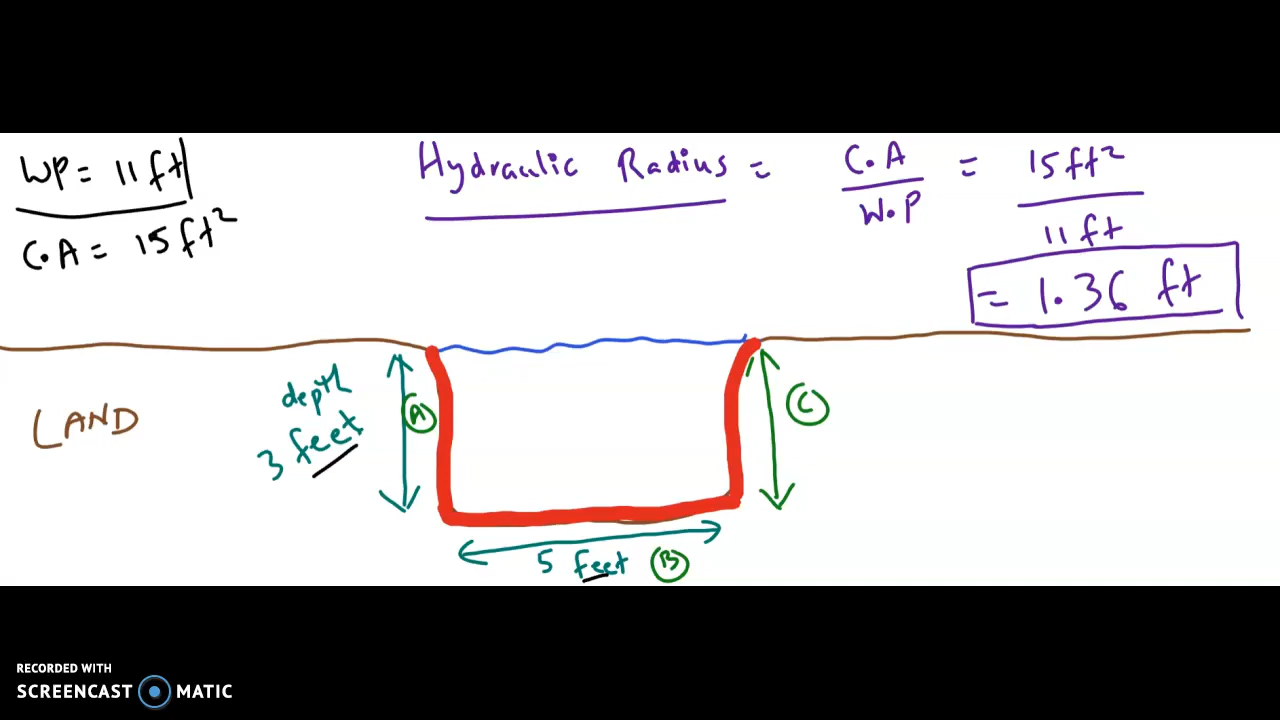 WP = 11 ft
C.A = 15 ft²
Hydraulic Radius = C.A / W.P = 15 ft² / 11 ft
= 1.36 ft
LAND
depth
3 feet
A
C
5 feet B
RECORDED WITH
SCREENCAST MATIC